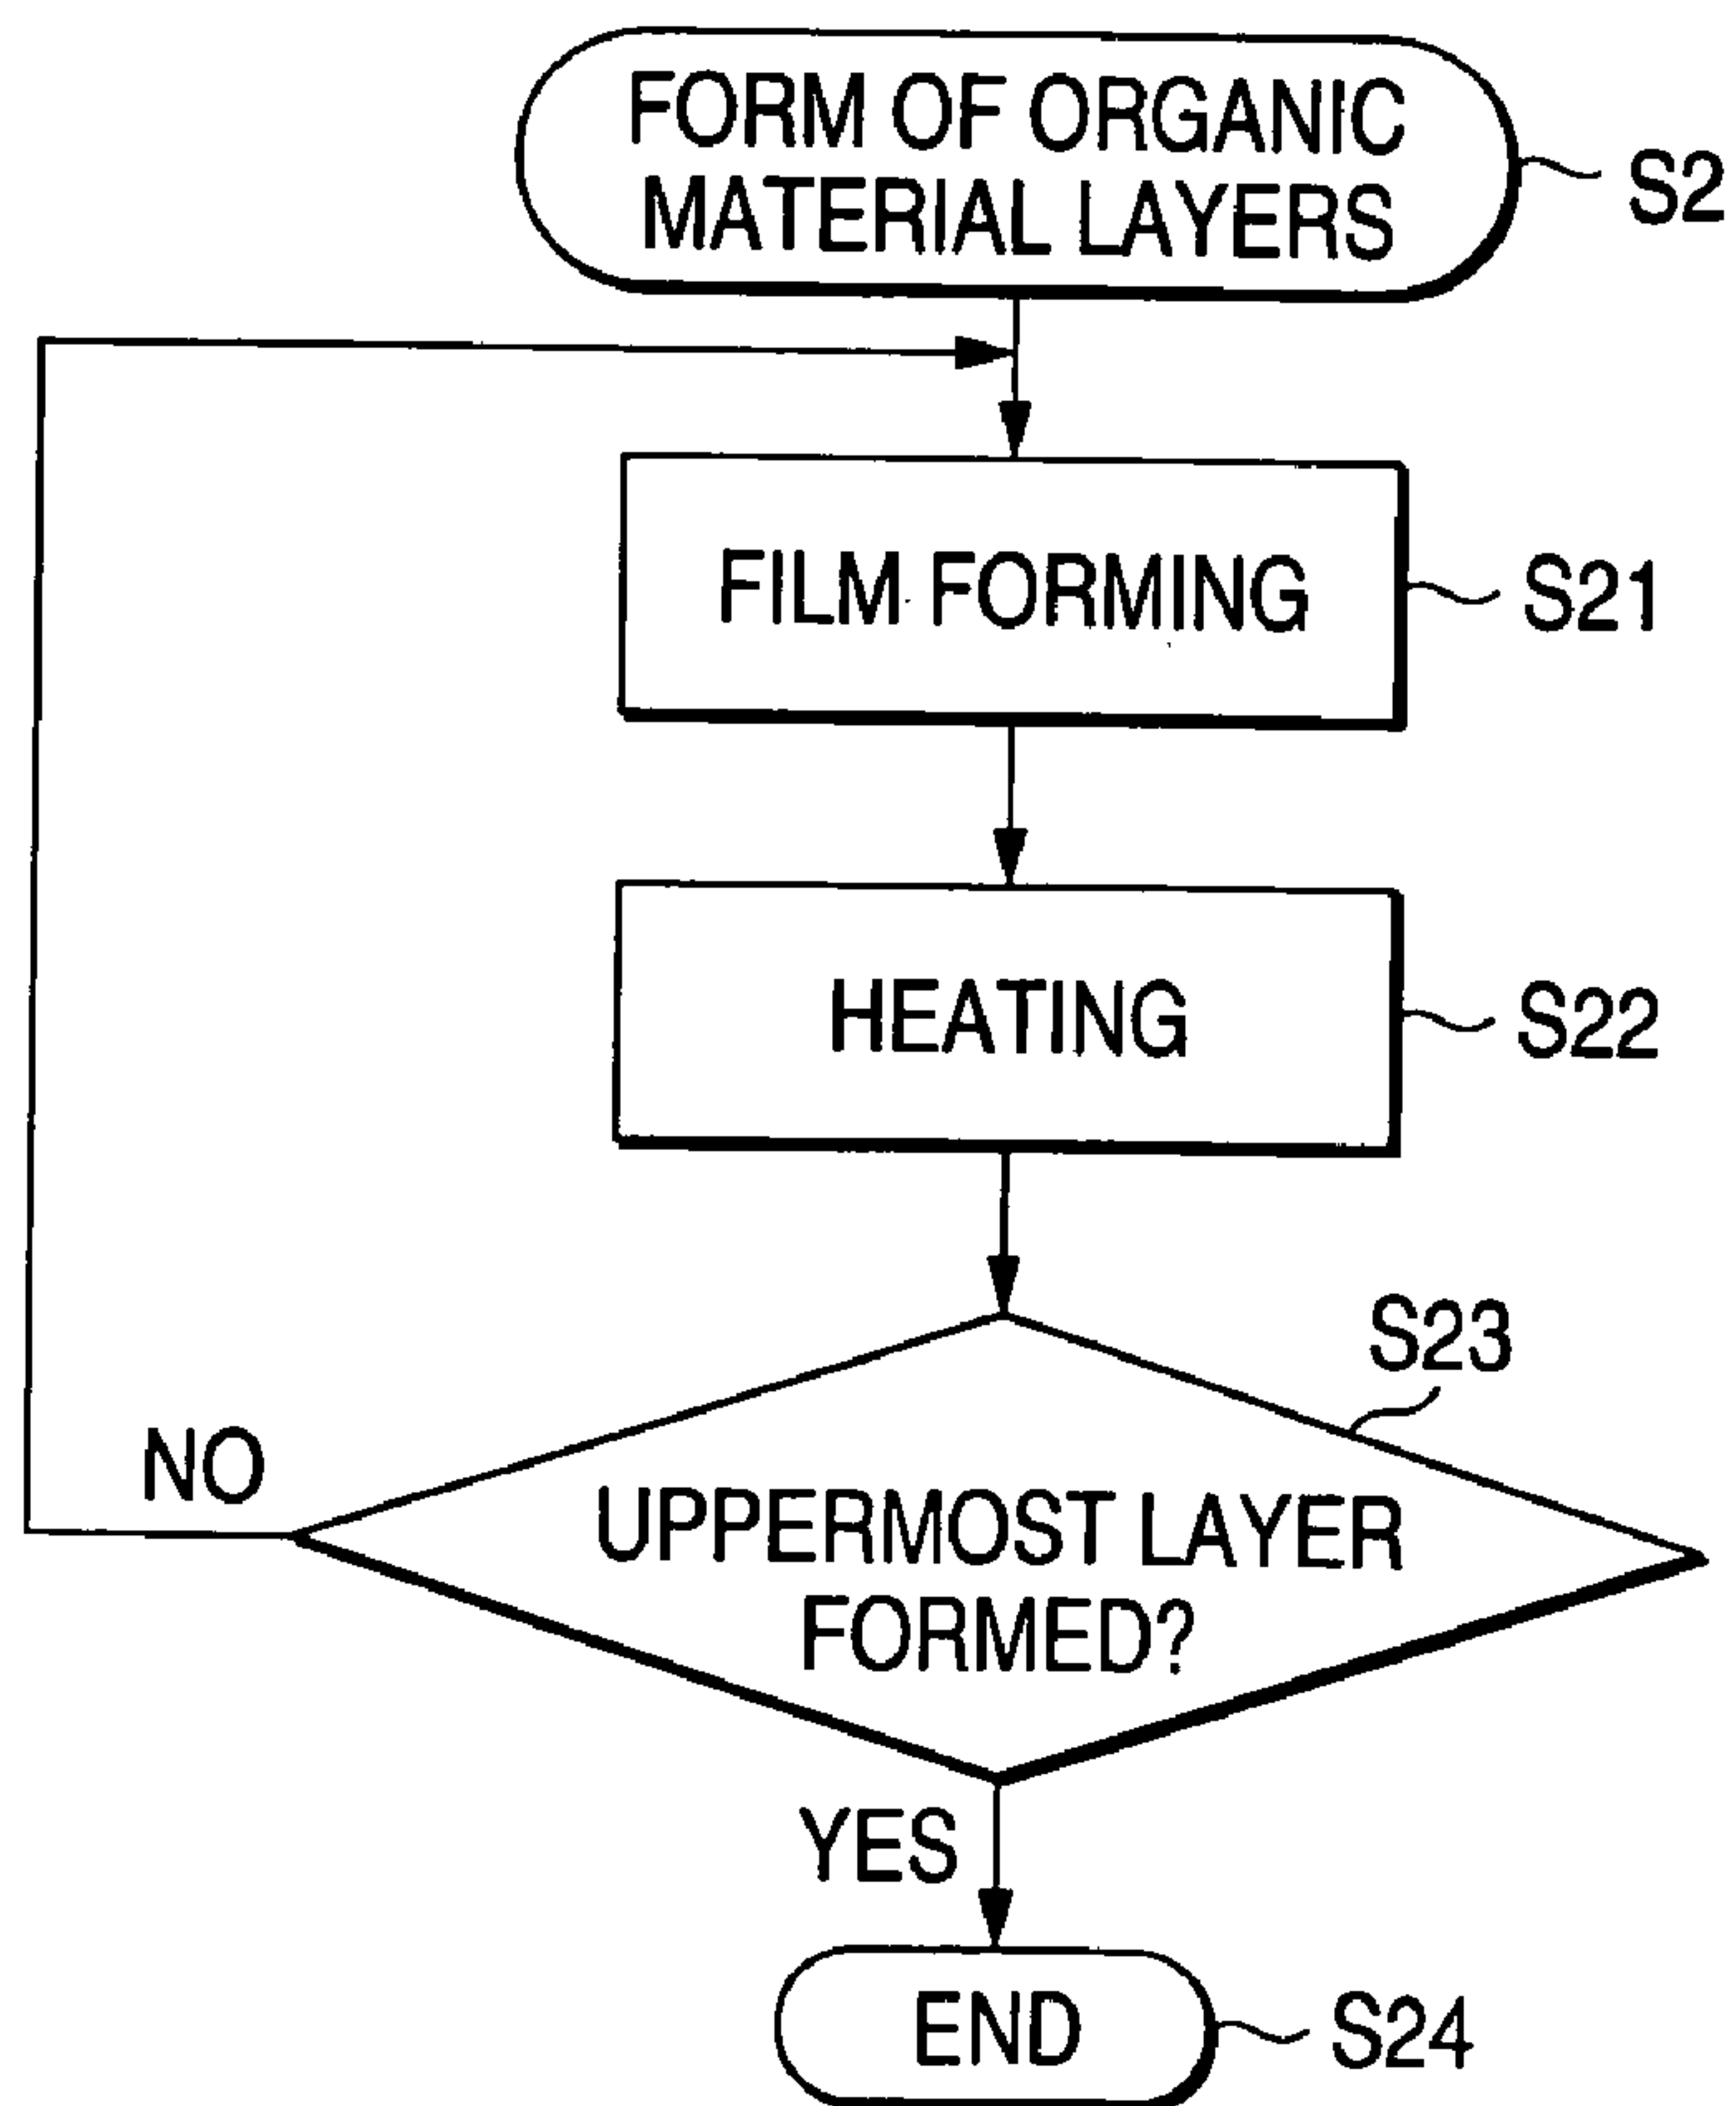 FORM OF ORGANIC
MATERIAL LAYERS
S2
FILM FORMING
S21
HEATING
S22
S23
NO
UPPERMOST LAYER
FORMED?
YES
END
S24